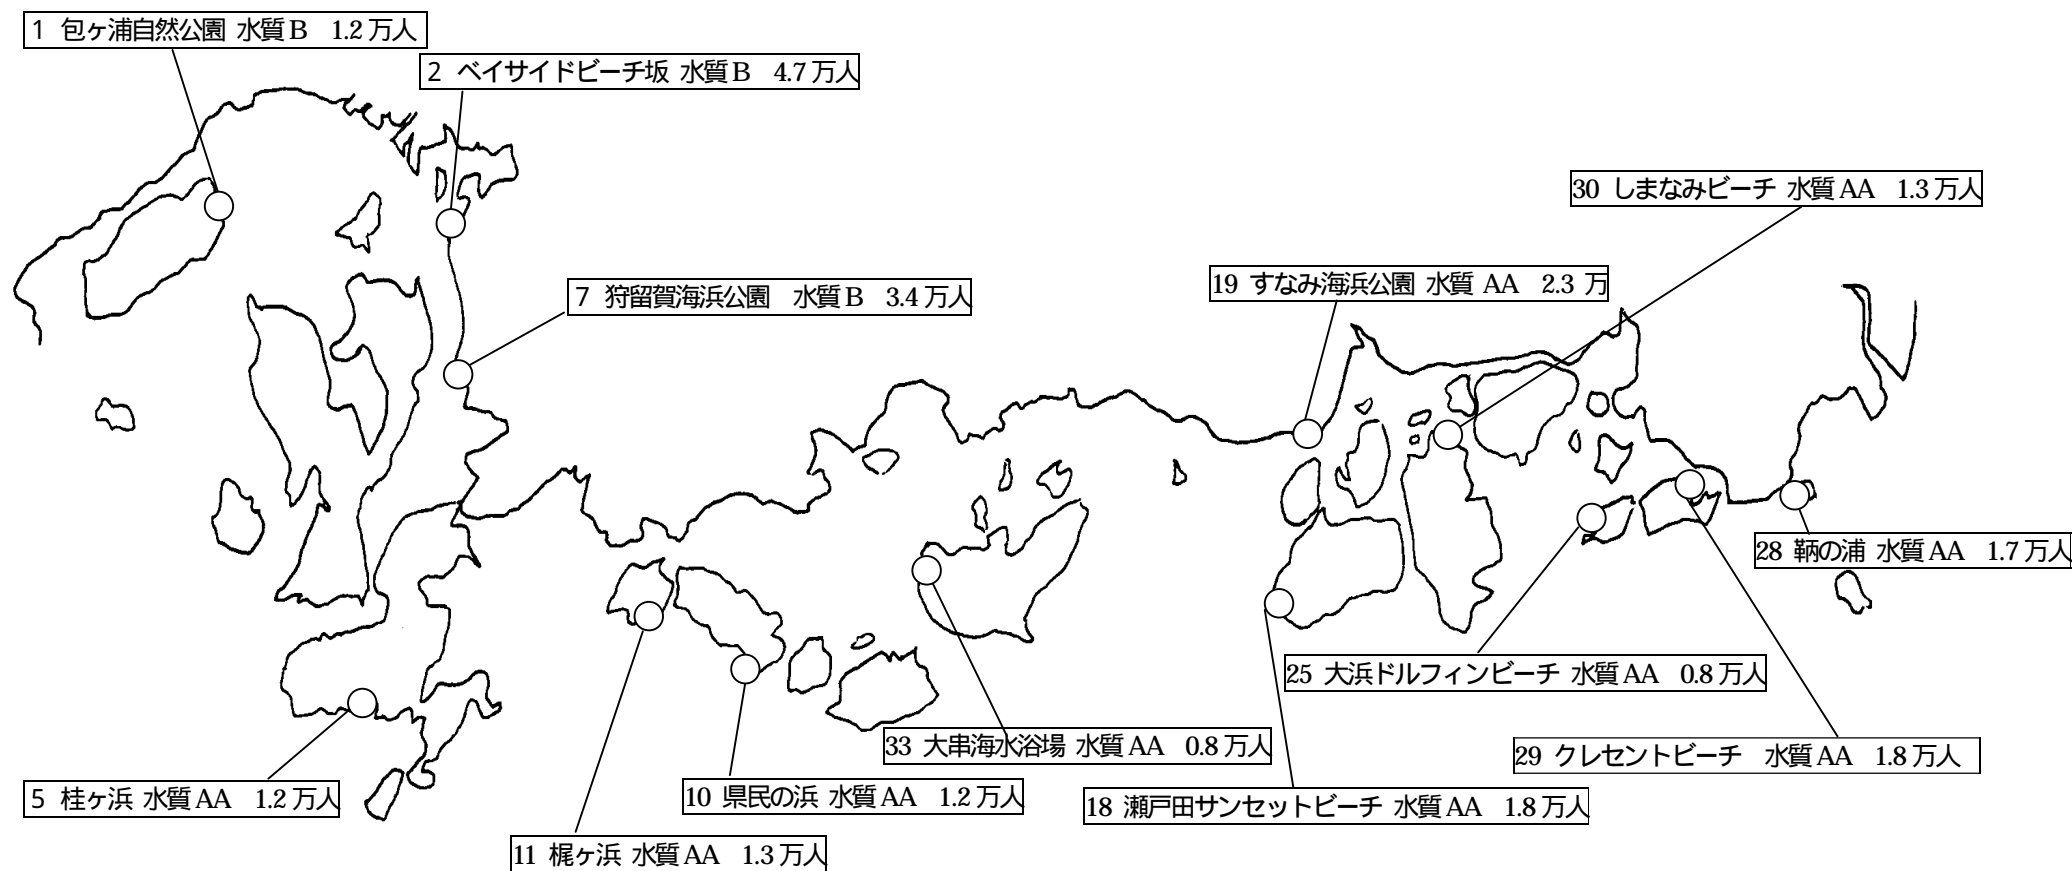 1 包ヶ浦自然公園 水質B 1.2万人
2 ベイサイドビーチ坂 水質B 4.7万人
30 しまなみビーチ 水質AA 1.3万人
19 すなみ海浜公園 水質AA 2.3万
7 狩留賀海浜公園 水質B 3.4万人
28 鞆の浦 水質AA 1.7万人
25 大浜ドルフィンビーチ 水質AA 0.8万人
33 大串海水浴場 水質AA 0.8万人
29 クレセントビーチ 水質AA 1.8万人
5 桂ヶ浜 水質AA 1.2万人
10 県民の浜 水質AA 1.2万人
18 瀬戸田サンセットビーチ 水質AA 1.8万人
11 梶ヶ浜 水質AA 1.3万人